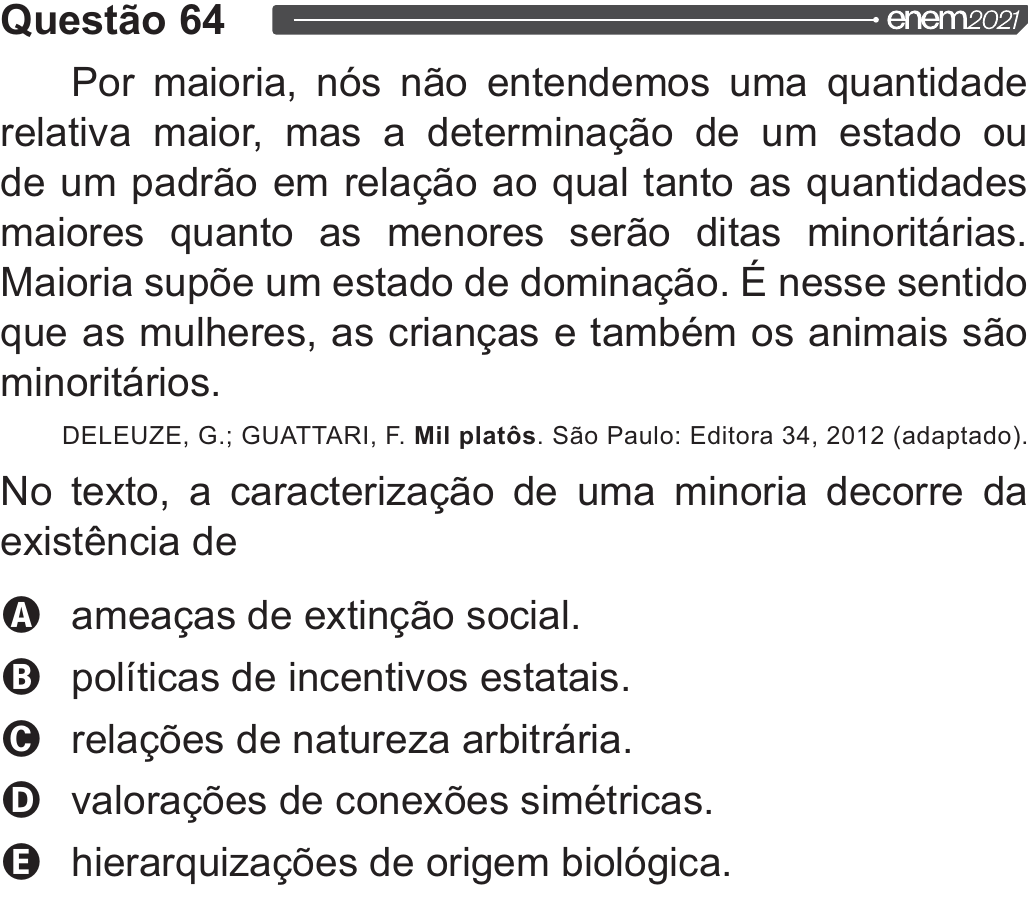 Questão 64
enem2021
Por maioria, nós não entendemos uma quantidade
relativa maior, mas a determinação de um estado ou
de um padrão em relação ao qual tanto as quantidades
maiores quanto as menores serão ditas minoritárias.
Maioria supõe um estado de dominação. É nesse sentido
que as mulheres, as crianças e também os animais são
minoritários.
DELEUZE, G.; GUATTARI, F. Mil platôs. São Paulo: Editora 34, 2012 (adaptado).
No texto, a caracterização de uma minoria decorre da
existência de
A ameaças de extinção social.
B políticas de incentivos estatais.
C relações de natureza arbitrária.
D valorações de conexões simétricas.
E hierarquizações de origem biológica.